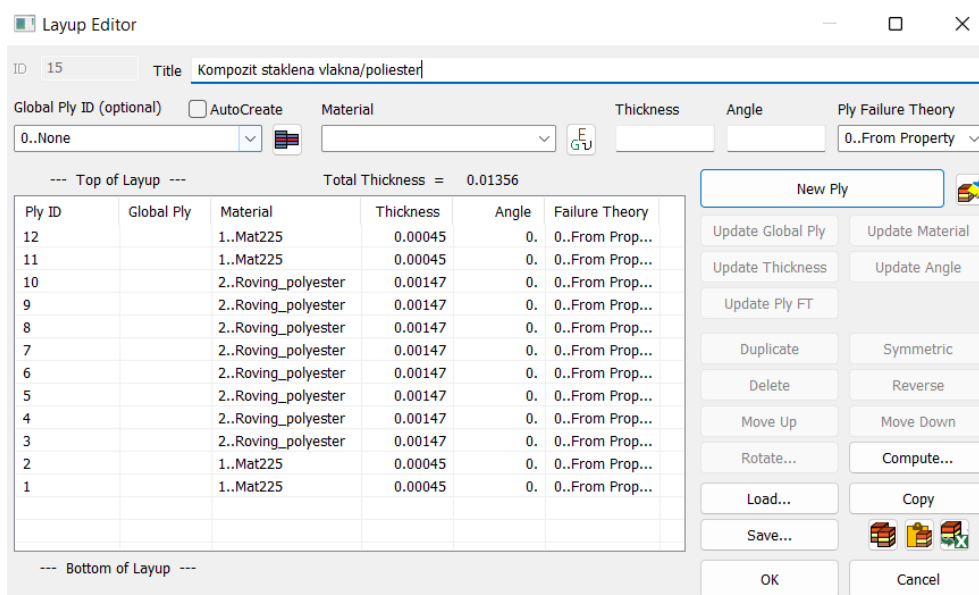 Layup Editor
ID 15 Title Kompozit staklena vlakna/poliester
Global Ply ID (optional) AutoCreate Material Thickness Angle Ply Failure Theory
0..None 0..From Property
--- Top of Layup --- Total Thickness = 0.01356
New Ply
Ply ID Global Ply Material Thickness Angle Failure Theory
12 1..Mat225 0.00045 0. 0..From Prop...
11 1..Mat225 0.00045 0. 0..From Prop...
10 2..Roving_polyester 0.00147 0. 0..From Prop...
9 2..Roving_polyester 0.00147 0. 0..From Prop...
8 2..Roving_polyester 0.00147 0. 0..From Prop...
7 2..Roving_polyester 0.00147 0. 0..From Prop...
6 2..Roving_polyester 0.00147 0. 0..From Prop...
5 2..Roving_polyester 0.00147 0. 0..From Prop...
4 2..Roving_polyester 0.00147 0. 0..From Prop...
3 2..Roving_polyester 0.00147 0. 0..From Prop...
2 1..Mat225 0.00045 0. 0..From Prop...
1 1..Mat225 0.00045 0. 0..From Prop...
--- Bottom of Layup ---
Update Global Ply Update Material
Update Thickness Update Angle
Update Ply FT
Duplicate Symmetric
Delete Reverse
Move Up Move Down
Rotate... Compute...
Load... Copy
Save...
OK Cancel